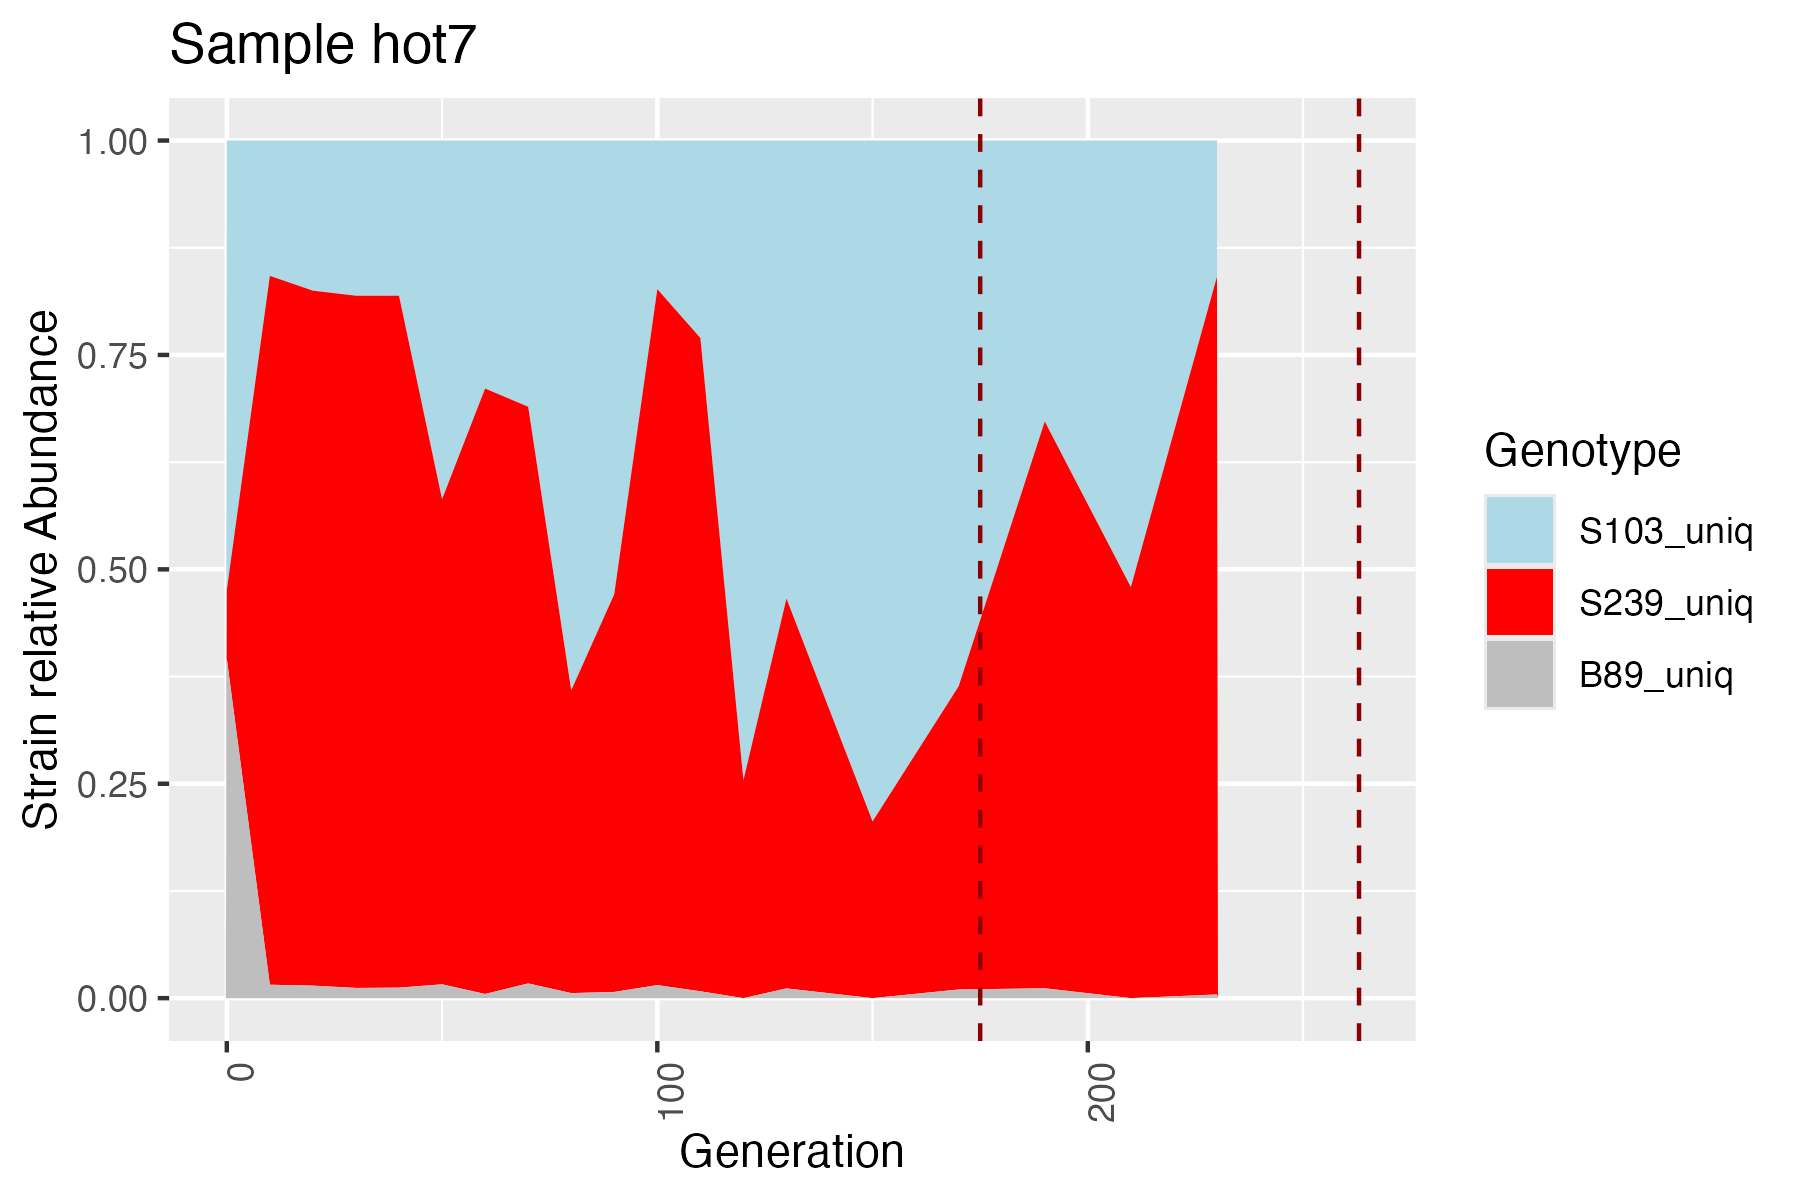 Sample hot7
Strain relative Abundance
1.00
0.75
0.50
0.25
0.00
0
100
200
Generation
Genotype
S103_uniq
S239_uniq
B89_uniq